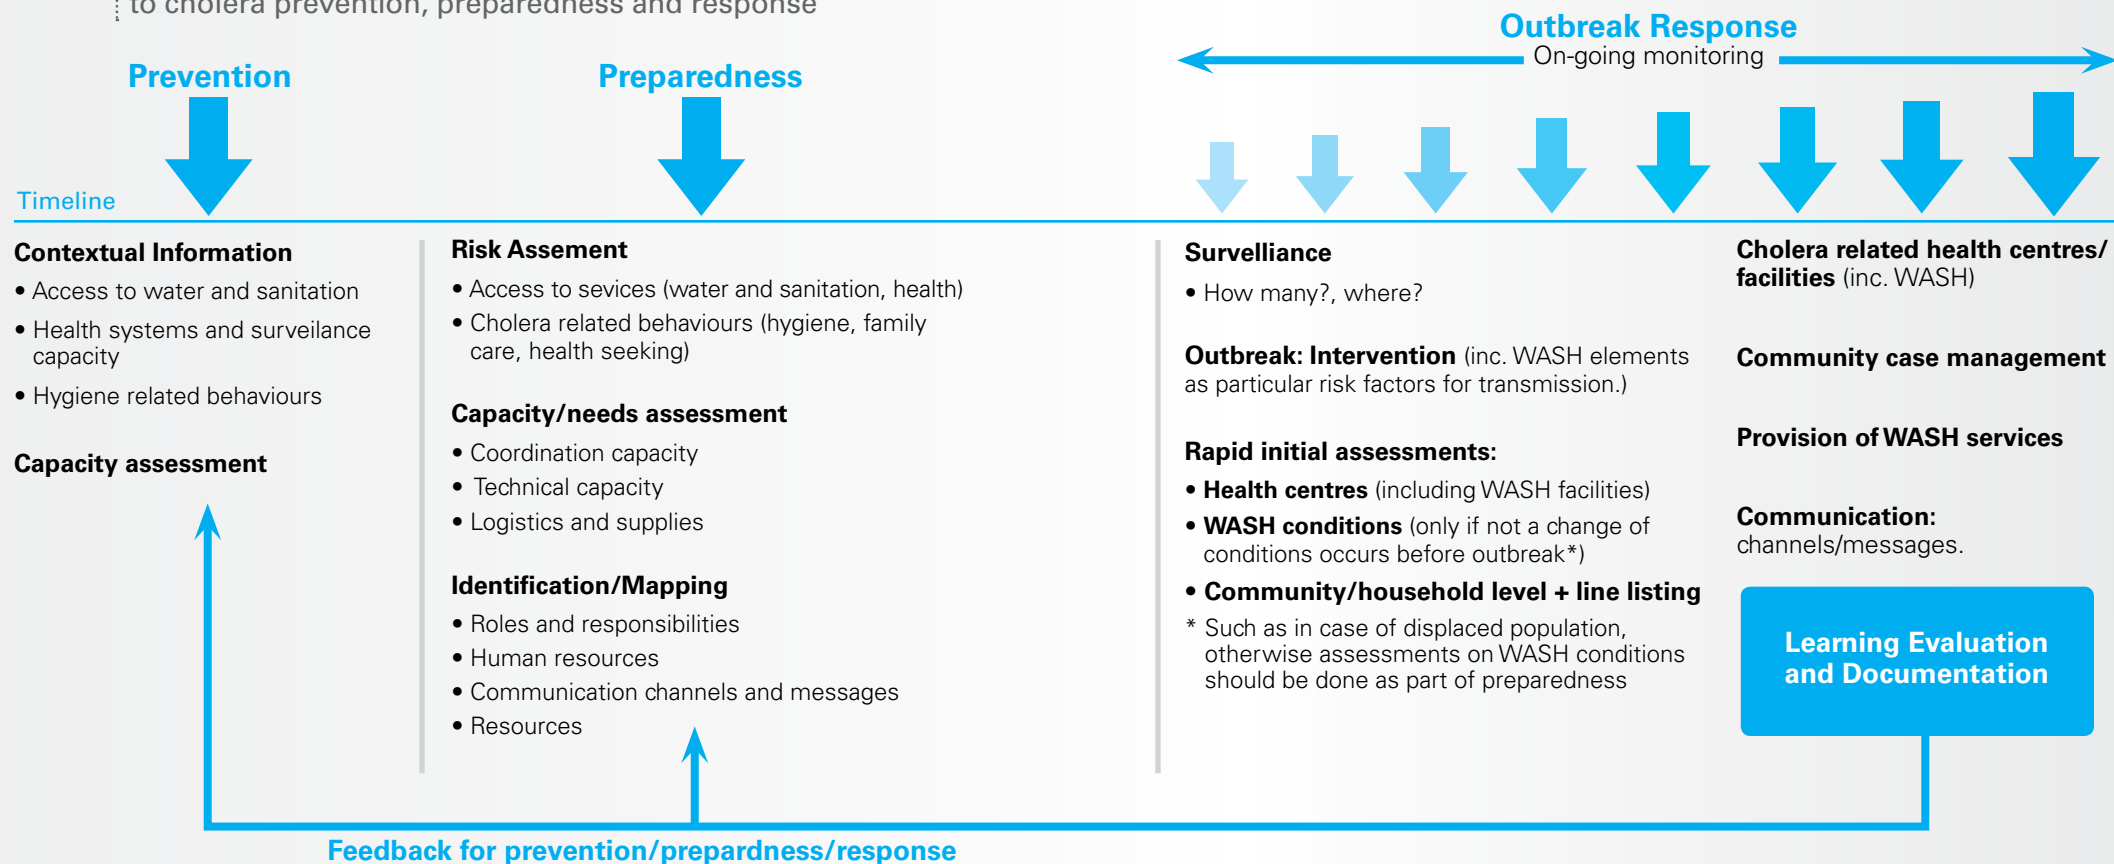 to cholera prevention, preparedness and response
Outbreak Response
On-going monitoring
Prevention
Preparedness
Timeline
Contextual Information
• Access to water and sanitation
• Health systems and surveilance
capacity
• Hygiene related behaviours
Capacity assessment
Risk Assement
• Access to sevices (water and sanitation, health)
• Cholera related behaviours (hygiene, family
care, health seeking)
Capacity/needs assessment
• Coordination capacity
• Technical capacity
• Logistics and supplies
Identification/Mapping
• Roles and responsibilities
• Human resources
• Communication channels and messages
• Resources
Survelliance
• How many?, where?
Outbreak: Intervention (inc. WASH elements
as particular risk factors for transmission.)
Rapid initial assessments:
• Health centres (including WASH facilities)
• WASH conditions (only if not a change of
conditions occurs before outbreak*)
• Community/household level + line listing
* Such as in case of displaced population,
otherwise assessments on WASH conditions
should be done as part of preparedness
Cholera related health centres/
facilities (inc. WASH)
Community case management
Provision of WASH services
Communication:
channels/messages.
Learning Evaluation
and Documentation
Feedback for prevention/prepardness/response